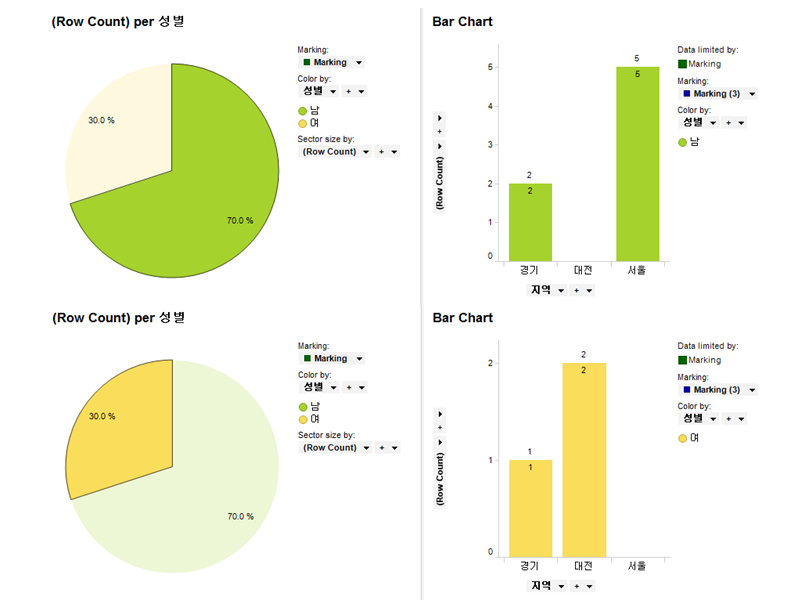 (Row Count) per 성별
Marking:
Marking
Color by:
성별 +
남
여
Sector size by:
(Row Count) +
30.0 %
70.0 %
Bar Chart
(Row Count)
+
5
4
3
2
1
0
2
2
5
5
경기 대전 서울
지역 +
Data limited by:
Marking
Marking:
Marking (3)
Color by:
성별 +
남
(Row Count) per 성별
Marking:
Marking
Color by:
성별 +
남
여
Sector size by:
(Row Count) +
30.0 %
70.0 %
Bar Chart
(Row Count)
+
2
1
0
1
1
2
2
경기 대전 서울
지역 +
Data limited by:
Marking
Marking:
Marking (3)
Color by:
성별 +
여